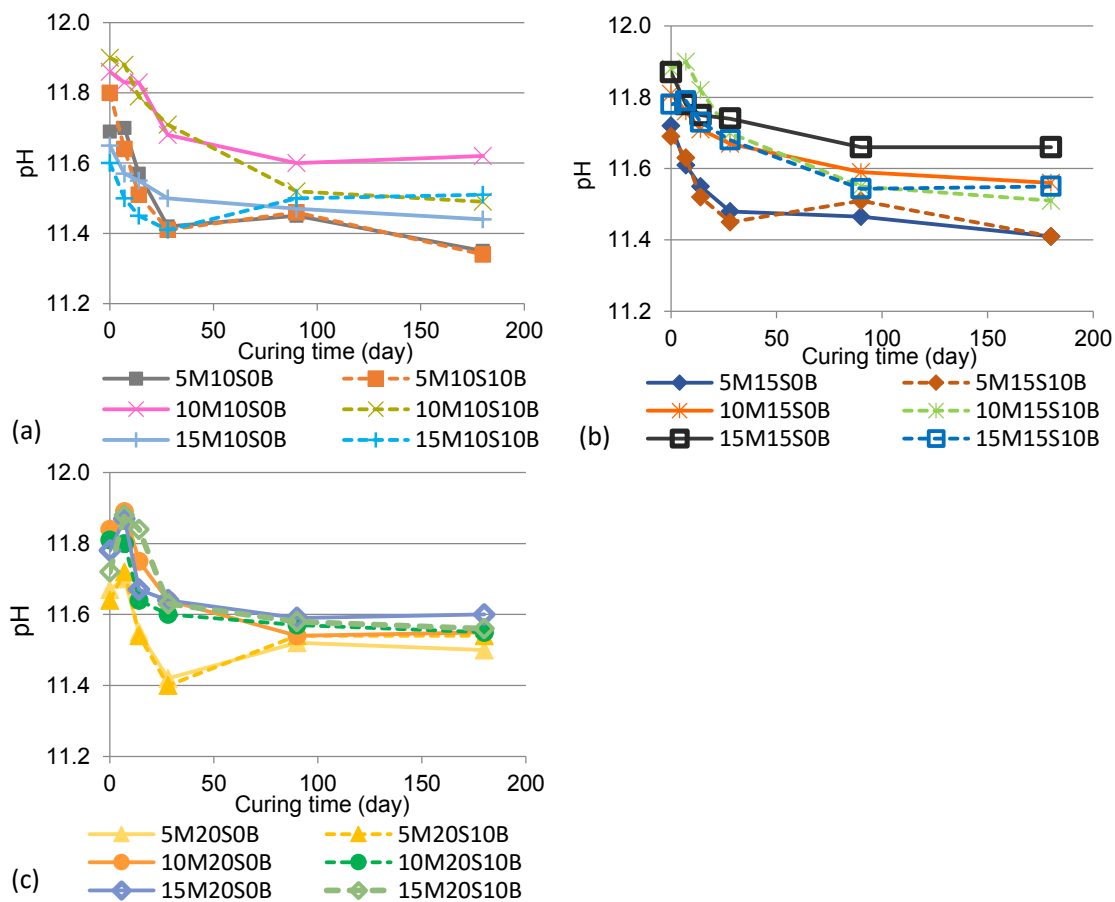 12.0
11.8
11.6
11.4
11.2
pH
0 50 100 150 200
Curing time (day)
5M10S0B 5M10S10B
10M10S0B 10M10S10B
15M10S0B 15M10S10B
(a)
12.0
11.8
11.6
11.4
11.2
pH
0 50 100 150 200
Curing time (day)
5M15S0B 5M15S10B
10M15S0B 10M15S10B
15M15S0B 15M15S10B
(b)
12.0
11.8
11.6
11.4
11.2
pH
0 50 100 150 200
Curing time (day)
5M20S0B 5M20S10B
10M20S0B 10M20S10B
15M20S0B 15M20S10B
(c)